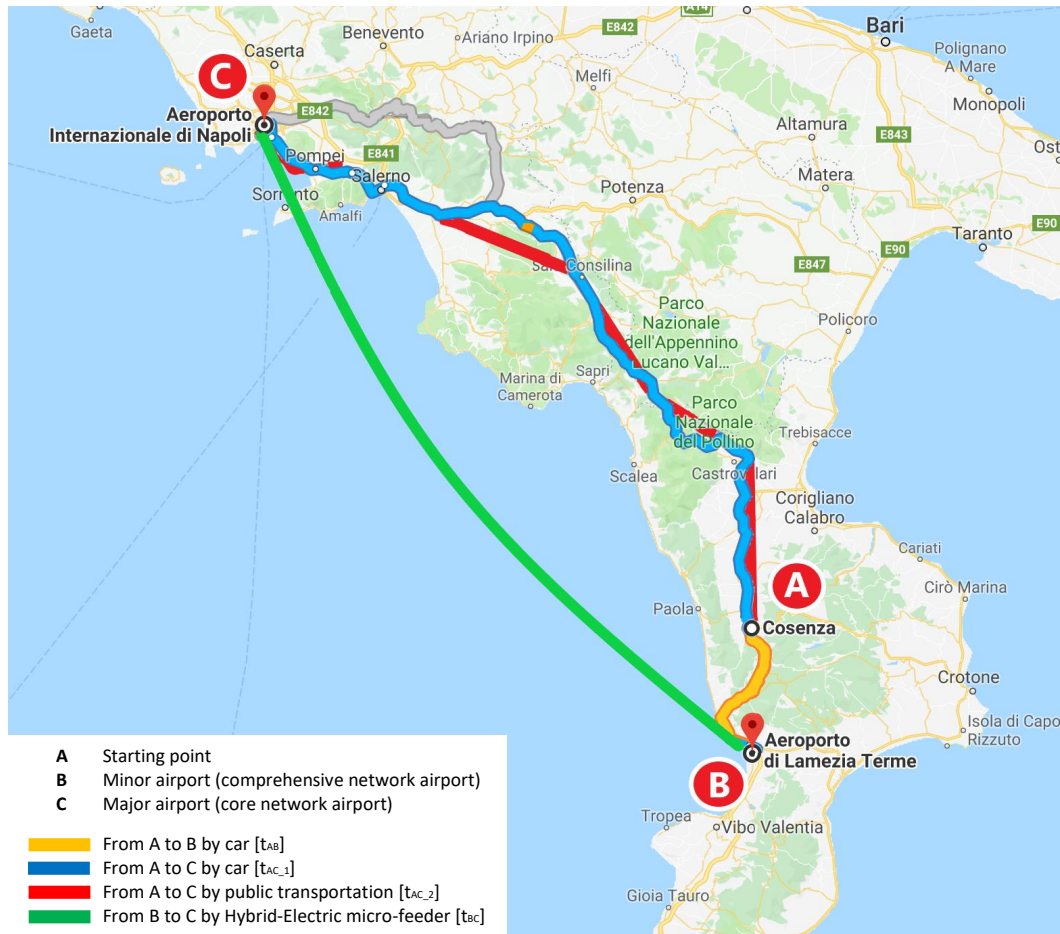 A14
E842
Bari
Gaeta
Benevento
Ariano Irpino
Caserta
Polignano
A Mare
Melfi
C
Monopoli
Aeroporto
Internazionale di Napoli
E842
Altamura
E843
Pompei
E841
Salerno
Matera
Sorrento
Amalfi
Potenza
Taranto
E90
E90
E847
Consilina
Parco
Nazionale
dell'Appennino
Lucano Val...
Policoro
Sapri
Marina di
Camerota
Parco
Nazionale
del Pollino
Trebisacce
Scalea
Castrovillari
Corigliano
Calabro
Cariati
A
Cirò Marina
Paola
Cosenza
Crotone
Isola di Capo
Rizzuto
Aeroporto
di Lamezia Terme
B
Tropea
Vibo Valentia
Gioia Tauro
A Starting point
B Minor airport (comprehensive network airport)
C Major airport (core network airport)
From A to B by car [tAB]
From A to C by car [tAC_1]
From A to C by public transportation [tAC_2]
From B to C by Hybrid-Electric micro-feeder [tBC]